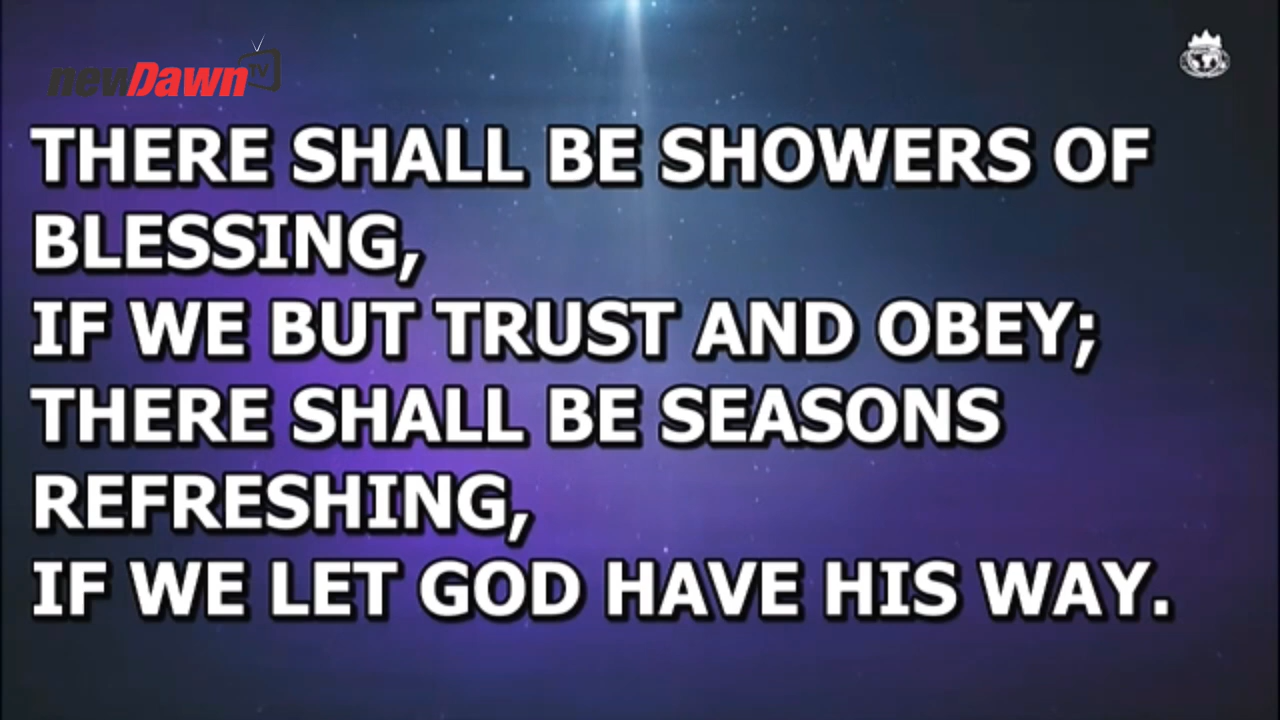 newDawn TV
THERE SHALL BE SHOWERS OF
BLESSING,
IF WE BUT TRUST AND OBEY;
THERE SHALL BE SEASONS
REFRESHING,
IF WE LET GOD HAVE HIS WAY.